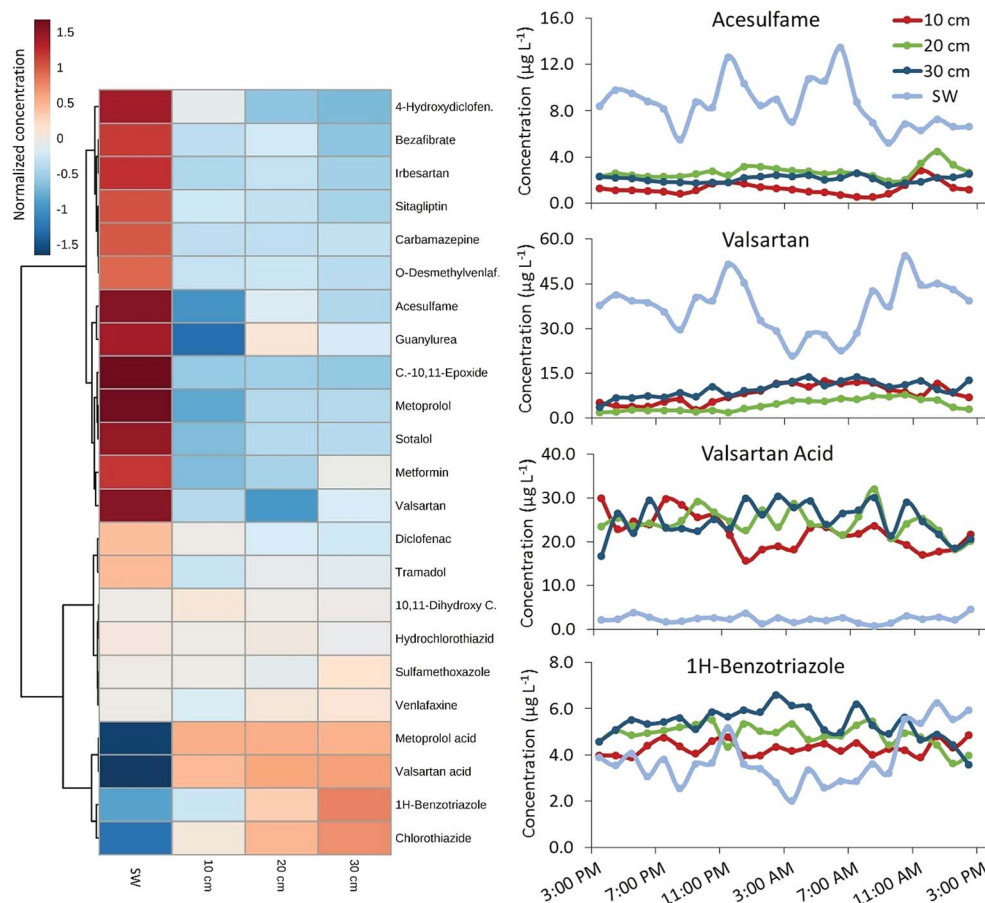 Normalized concentration
1.5
1
0.5
0
-0.5
-1
-1.5
4-Hydroxydiclofen.
Bezafibrate
Irbesartan
Sitagliptin
Carbamazepine
O-Desmethylvenlaf.
Acesulfame
Guanylurea
C.-10,11-Epoxide
Metoprolol
Sotalol
Metformin
Valsartan
Diclofenac
Tramadol
10,11-Dihydroxy C.
Hydrochlorothiazid
Sulfamethoxazole
Venlafaxine
Metoprolol acid
Valsartan acid
1H-Benzotriazole
Chlorothiazide
SW
10 cm
20 cm
30 cm
Acesulfame
10 cm
20 cm
30 cm
SW
Concentration (µg L⁻¹)
16.0
12.0
8.0
4.0
0.0
Valsartan
Concentration (µg L⁻¹)
60.0
45.0
30.0
15.0
0.0
Valsartan Acid
Concentration (µg L⁻¹)
40.0
30.0
20.0
10.0
0.0
1H-Benzotriazole
Concentration (µg L⁻¹)
8.0
6.0
4.0
2.0
0.0
3:00 PM
7:00 PM
11:00 PM
3:00 AM
7:00 AM
11:00 AM
3:00 PM